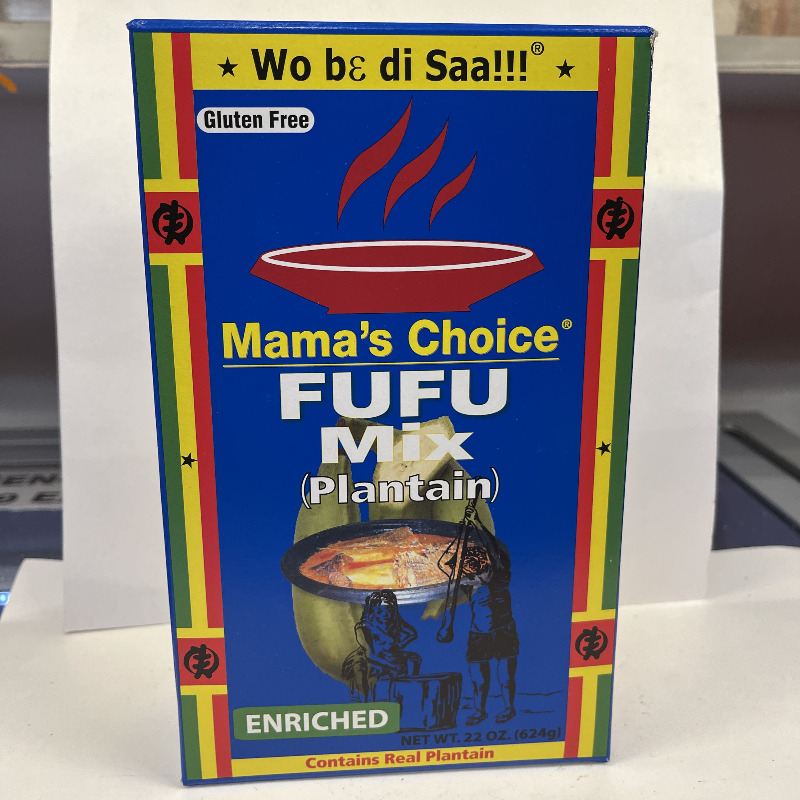 Wo bɛ di Saa!!!®
Gluten Free
Mama's Choice®
FUFU
Mix
(Plantain)
ENRICHED
NET WT. 22 OZ. (624g)
Contains Real Plantain